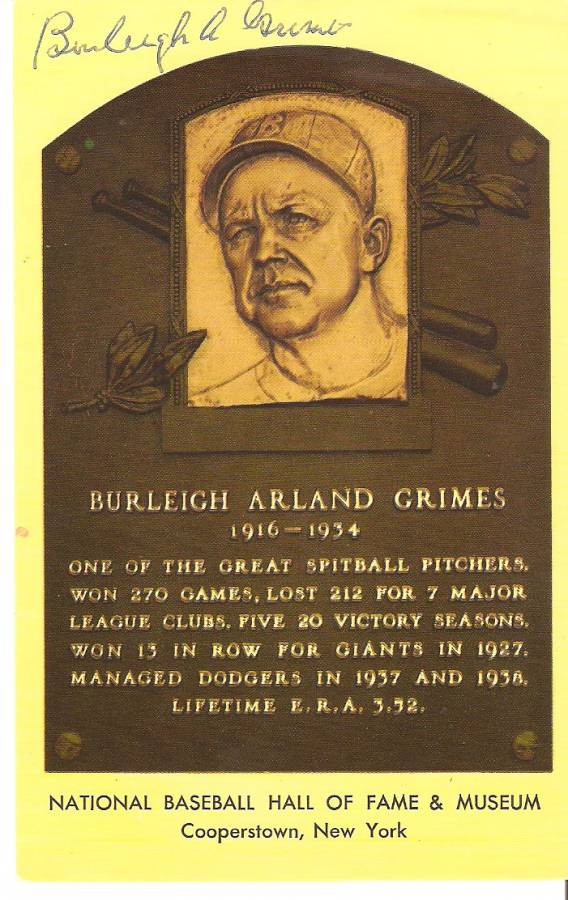 Burleigh A Grimes
B
BURLEIGH ARLAND GRIMES
1916–1934
ONE OF THE GREAT SPITBALL PITCHERS.
WON 270 GAMES, LOST 212 FOR 7 MAJOR
LEAGUE CLUBS. FIVE 20 VICTORY SEASONS.
WON 13 IN ROW FOR GIANTS IN 1927.
MANAGED DODGERS IN 1937 AND 1938.
LIFETIME E.R.A. 3.52.
NATIONAL BASEBALL HALL OF FAME & MUSEUM
Cooperstown, New York